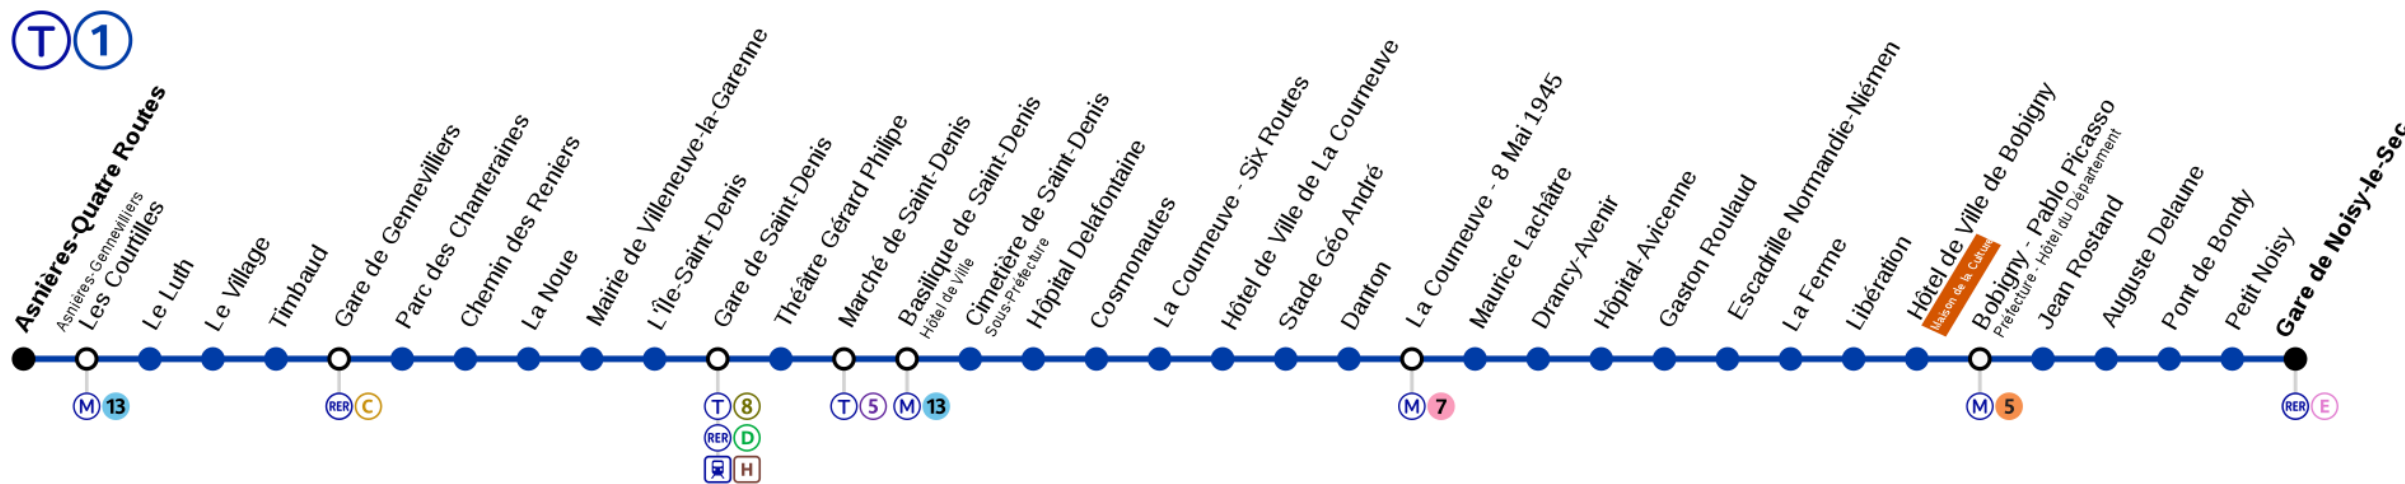 T 1
Asnières-Quatre Routes
Asnières-Gennevilliers
Les Courtilles
Le Luth
Le Village
Timbaud
Gare de Gennevilliers
Parc des Chanteraines
Chemin des Reniers
La Noue
Mairie de Villeneuve-la-Garenne
L'Île-Saint-Denis
Gare de Saint-Denis
Théâtre Gérard Philipe
Marché de Saint-Denis
Basilique de Saint-Denis
Hôtel de Ville
Cimetière de Saint-Denis
Sous-Préfecture
Hôpital Delafontaine
Cosmonautes
La Courneuve - Six Routes
Hôtel de Ville de La Courneuve
Stade Géo André
Danton
La Courneuve - 8 Mai 1945
Maurice Lachâtre
Drancy-Avenir
Hôpital-Avicenne
Gaston Roulaud
Escadrille Normandie-Niémen
La Ferme
Libération
Hôtel de Ville de Bobigny
Maison de la Culture
Bobigny - Pablo Picasso
Préfecture - Hôtel du Département
Jean Rostand
Auguste Delaune
Pont de Bondy
Petit Noisy
Gare de Noisy-le-Sec
M 13
RER C
T 8
RER D
H
T 5
M 13
M 7
M 5
RER E